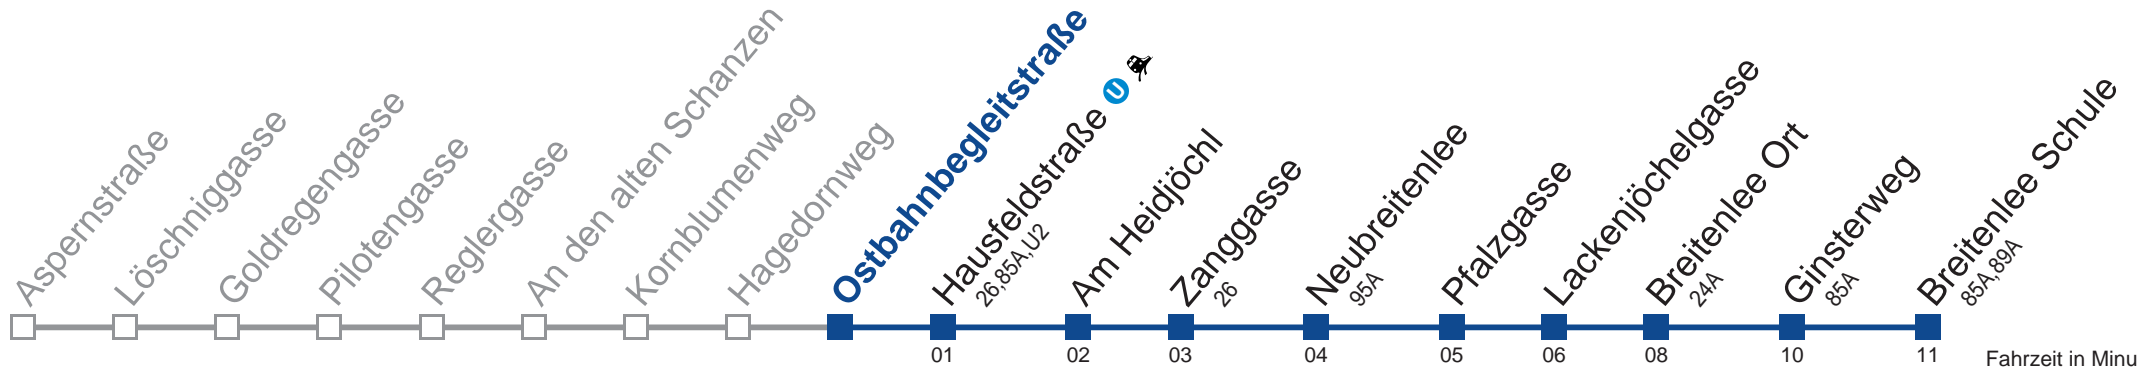 Aspernstraße
Löschniggasse
Goldregengasse
Pilotengasse
Reglergasse
An den alten Schanzen
Kornblumenweg
Hagedornweg
Ostbahnbegleitstraße
Hausfeldstraße U
26,85A,U2
Am Heidjöchl
Zanggasse
26
Neubreitenlee
95A
Pfalzgasse
Lackenjöchelgasse
Breitenlee Ort
24A
Ginsterweg
85A
Breitenlee Schule
85A,89A
01 02 03 04 05 06 08 10 11 Fahrzeit in Minu